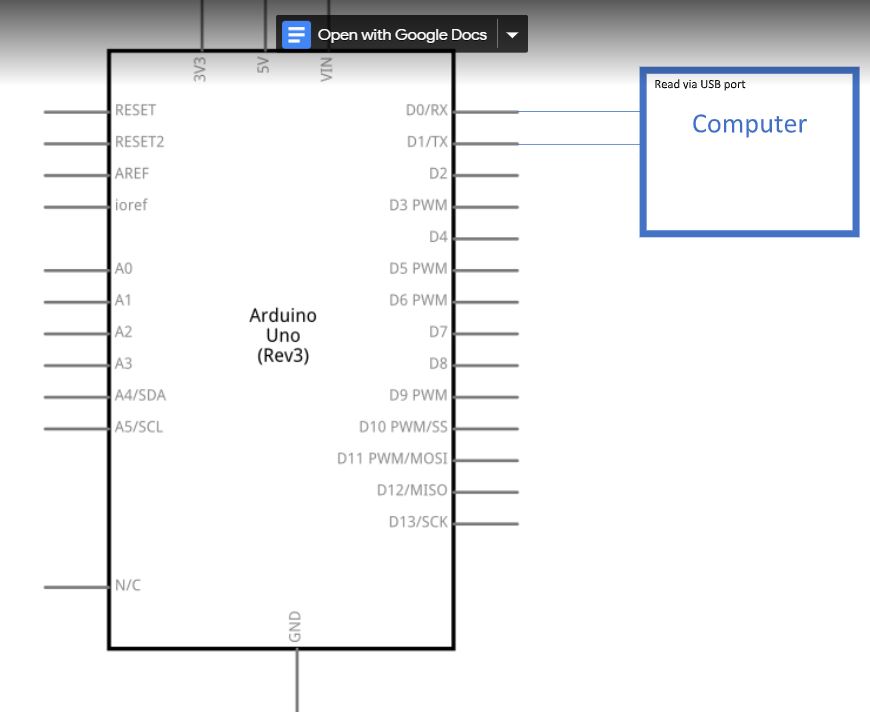 Open with Google Docs
3V3
5V
VIN
Read via USB port
Computer
RESET
RESET2
AREF
ioref
A0
A1
A2
A3
A4/SDA
A5/SCL
N/C
Arduino
Uno
(Rev3)
D0/RX
D1/TX
D2
D3 PWM
D4
D5 PWM
D6 PWM
D7
D8
D9 PWM
D10 PWM/SS
D11 PWM/MOSI
D12/MISO
D13/SCK
GND